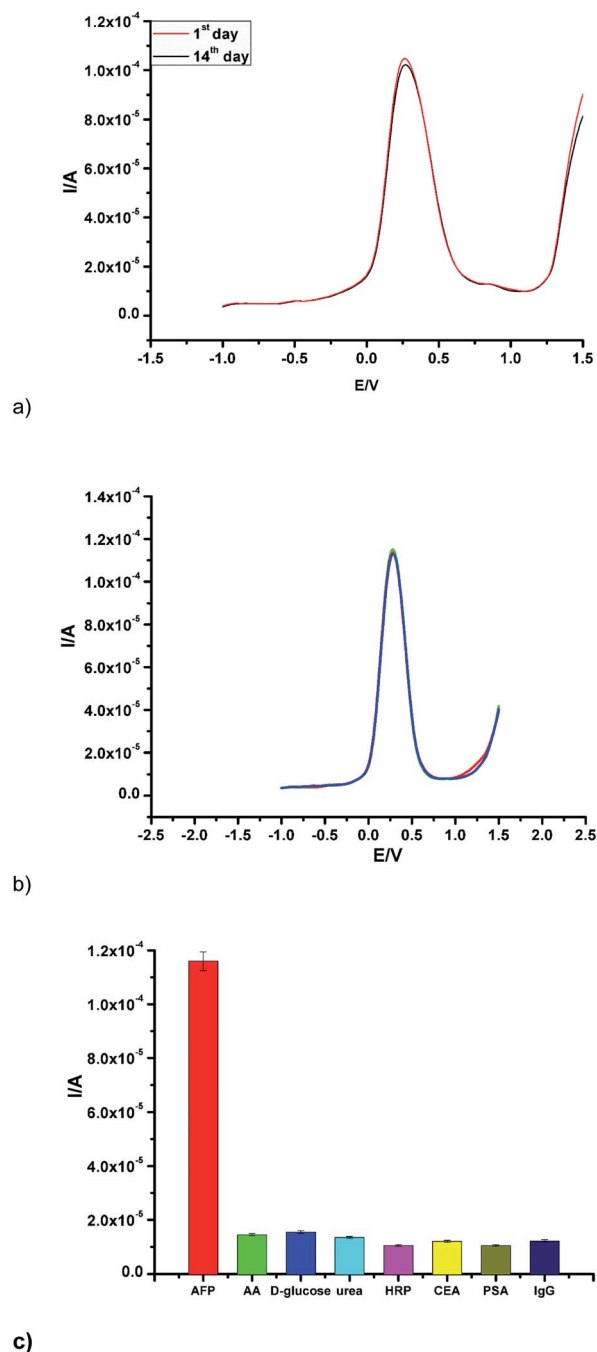 1.2x10⁻⁴
1.0x10⁻⁴
8.0x10⁻⁵
6.0x10⁻⁵
4.0x10⁻⁵
2.0x10⁻⁵
0.0
I/A
1ˢᵗ day
14ᵗʰ day
-1.5 -1.0 -0.5 0.0 0.5 1.0 1.5
E/V
a)
1.4x10⁻⁴
1.2x10⁻⁴
1.0x10⁻⁴
8.0x10⁻⁵
6.0x10⁻⁵
4.0x10⁻⁵
2.0x10⁻⁵
0.0
I/A
-2.5 -2.0 -1.5 -1.0 -0.5 0.0 0.5 1.0 1.5 2.0 2.5
E/V
b)
1.2x10⁻⁴
1.0x10⁻⁴
8.0x10⁻⁵
6.0x10⁻⁵
4.0x10⁻⁵
2.0x10⁻⁵
0.0
I/A
AFP AA D-glucose urea HRP CEA PSA IgG
c)